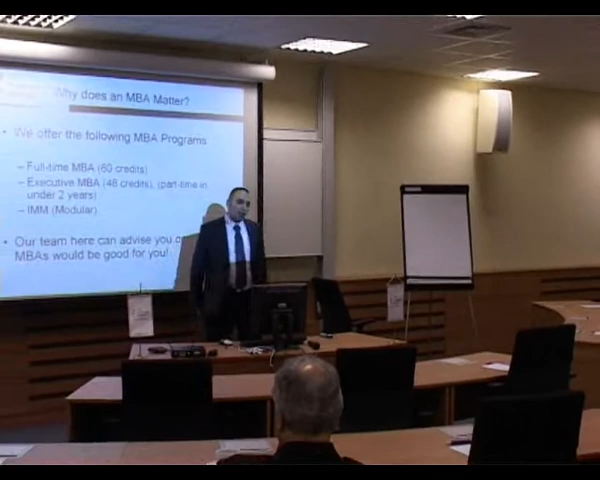 Why does an MBA Matter?
• We offer the following MBA Programs
– Full-time MBA (60 credits)
– Executive MBA (48 credits), (part-time in
under 2 years)
– IMM (Modular)
• Our team here can advise you
MBAs would be good for you!